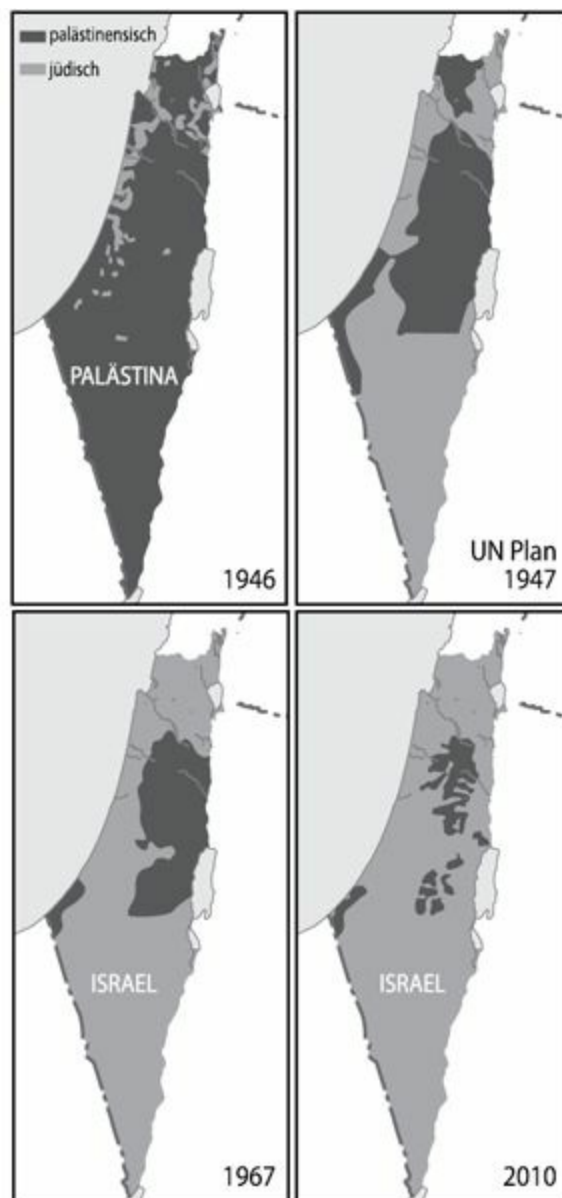 palästinensisch
jüdisch
PALÄSTINA
1946
UN Plan
1947
ISRAEL
1967
ISRAEL
2010